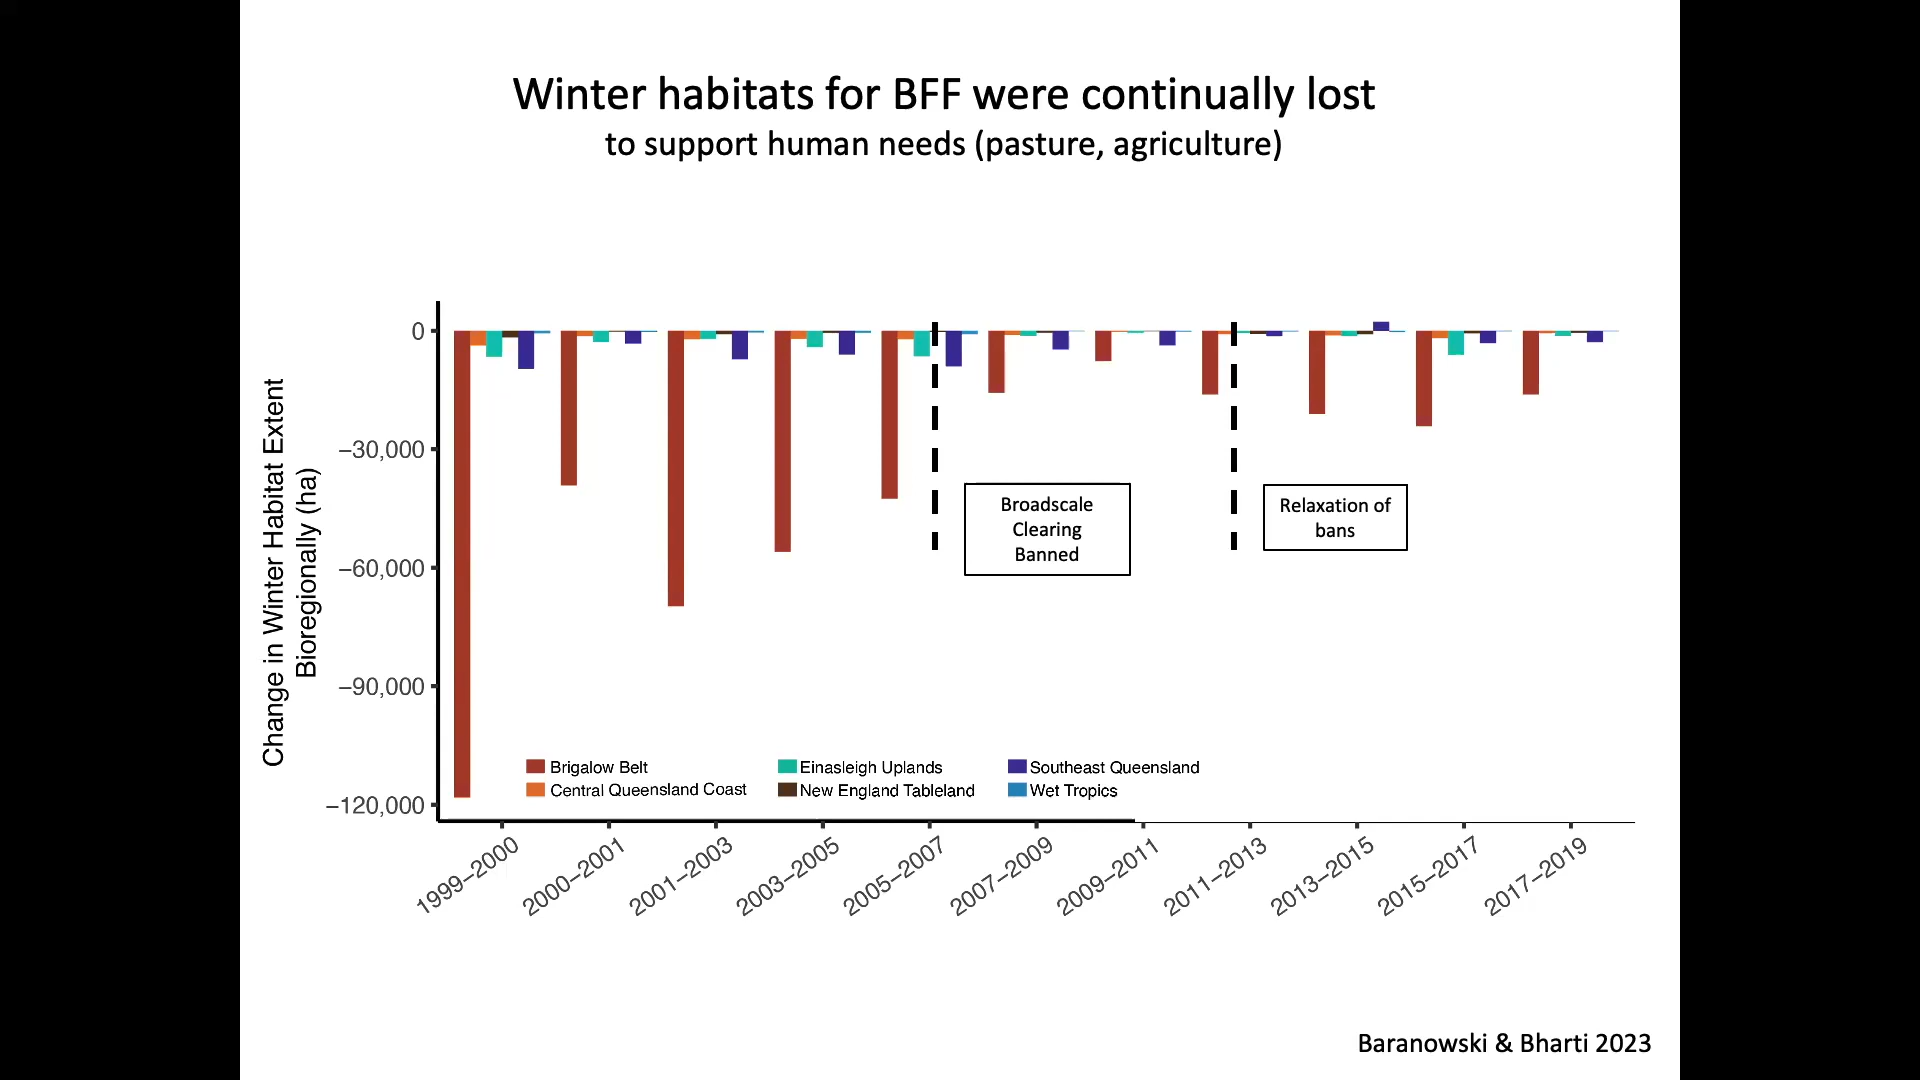 Winter habitats for BFF were continually lost
to support human needs (pasture, agriculture)
Change in Winter Habitat Extent
Bioregionally (ha)
0
−30,000
−60,000
−90,000
−120,000
Broadscale
Clearing
Banned
Relaxation of
bans
Brigalow Belt
Einasleigh Uplands
Southeast Queensland
Central Queensland Coast
New England Tableland
Wet Tropics
1999−2000
2000−2001
2001−2003
2003−2005
2005−2007
2007−2009
2009−2011
2011−2013
2013−2015
2015−2017
2017−2019
Baranowski & Bharti 2023